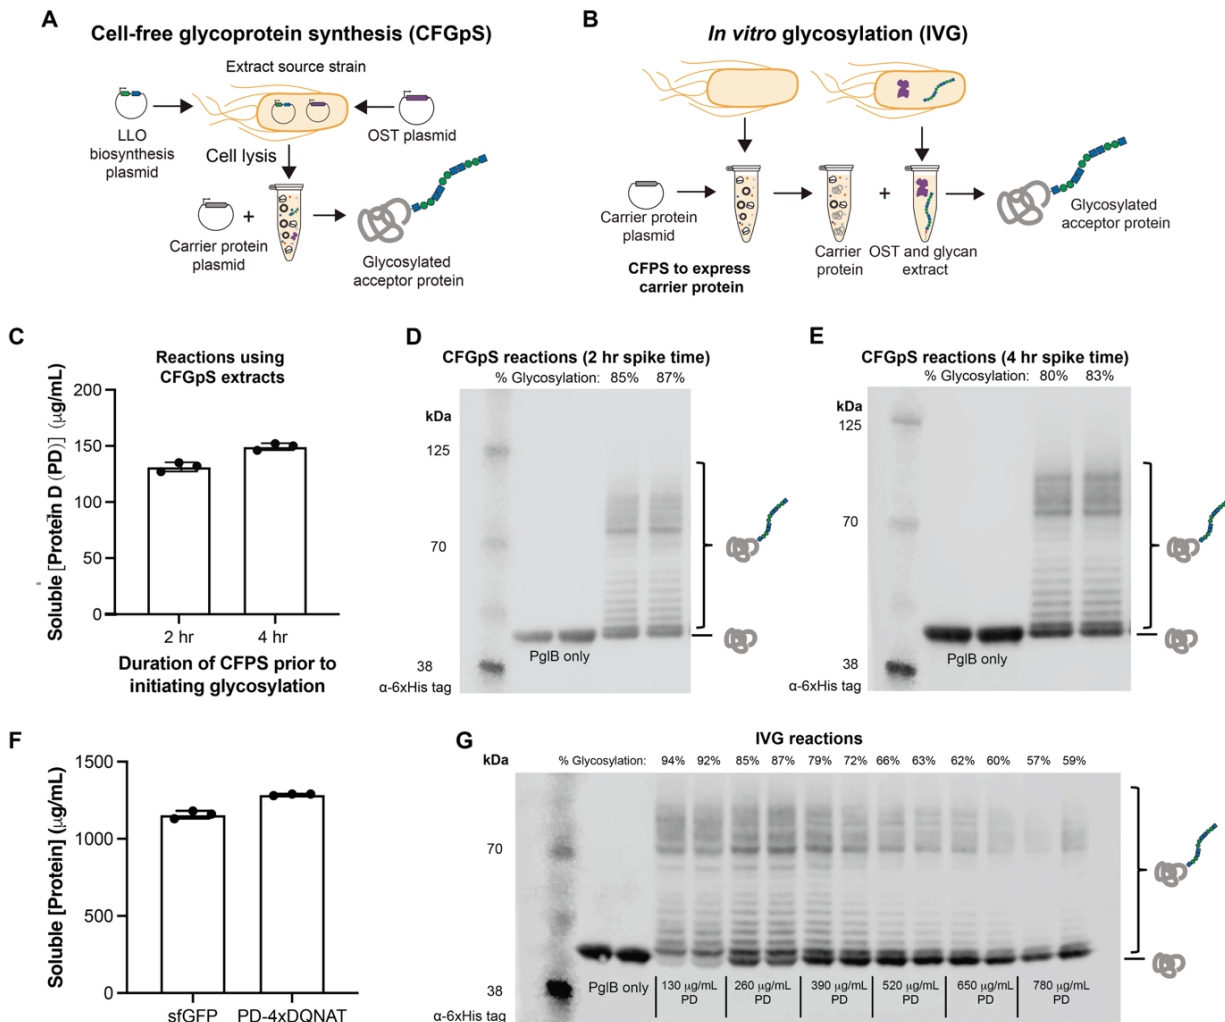 A
Cell-free glycoprotein synthesis (CFGpS)
Extract source strain
LLO
biosynthesis
plasmid
OST plasmid
Cell lysis
+
Carrier protein
plasmid
Glycosylated
acceptor protein
B
In vitro glycosylation (IVG)
Carrier protein
plasmid
+
Carrier
protein
OST and glycan
extract
Glycosylated
acceptor protein
CFPS to express
carrier protein
C
Reactions using
CFGpS extracts
Soluble [Protein D (PD)] (µg/mL)
200
150
100
50
0
2 hr 4 hr
Duration of CFPS prior to
initiating glycosylation
D
CFGpS reactions (2 hr spike time)
% Glycosylation: 85% 87%
kDa
125
70
38
PglB only
α-6xHis tag
E
CFGpS reactions (4 hr spike time)
% Glycosylation: 80% 83%
kDa
125
70
38
PglB only
α-6xHis tag
F
Soluble [Protein] (µg/mL)
1500
1000
500
0
sfGFP PD-4xDQNAT
G
IVG reactions
kDa % Glycosylation: 94% 92% 85% 87% 79% 72% 66% 63% 62% 60% 57% 59%
70
38
PglB only
130 µg/mL
PD
260 µg/mL
PD
390 µg/mL
PD
520 µg/mL
PD
650 µg/mL
PD
780 µg/mL
PD
α-6xHis tag